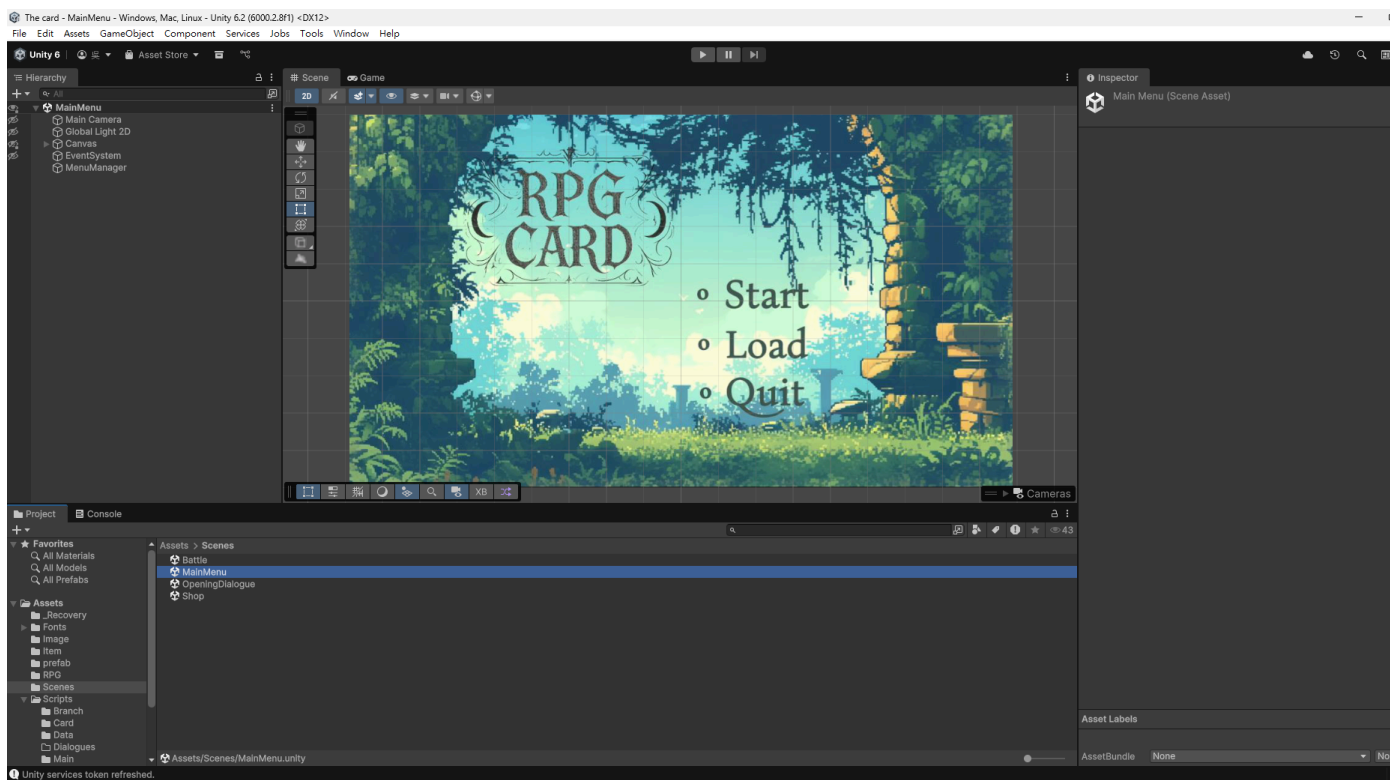 The card - MainMenu - Windows, Mac, Linux - Unity 6.2 (6000.2.8f1) <DX12>
File Edit Assets GameObject Component Services Jobs Tools Window Help
Unity 6 Asset Store
Hierarchy
Scene Game
Inspector
All
2D
Main Menu (Scene Asset)
MainMenu
Main Camera
Global Light 2D
Canvas
EventSystem
MenuManager
RPG
CARD
Start
Load
Quit
XB
Cameras
Project Console
43
Favorites
All Materials
All Models
All Prefabs
Assets
_Recovery
Fonts
Image
Item
prefab
RPG
Scenes
Scripts
Branch
Card
Data
Dialogues
Main
Assets > Scenes
Battle
MainMenu
OpeningDialogue
Shop
Assets/Scenes/MainMenu.unity
Asset Labels
AssetBundle None No
Unity services token refreshed.